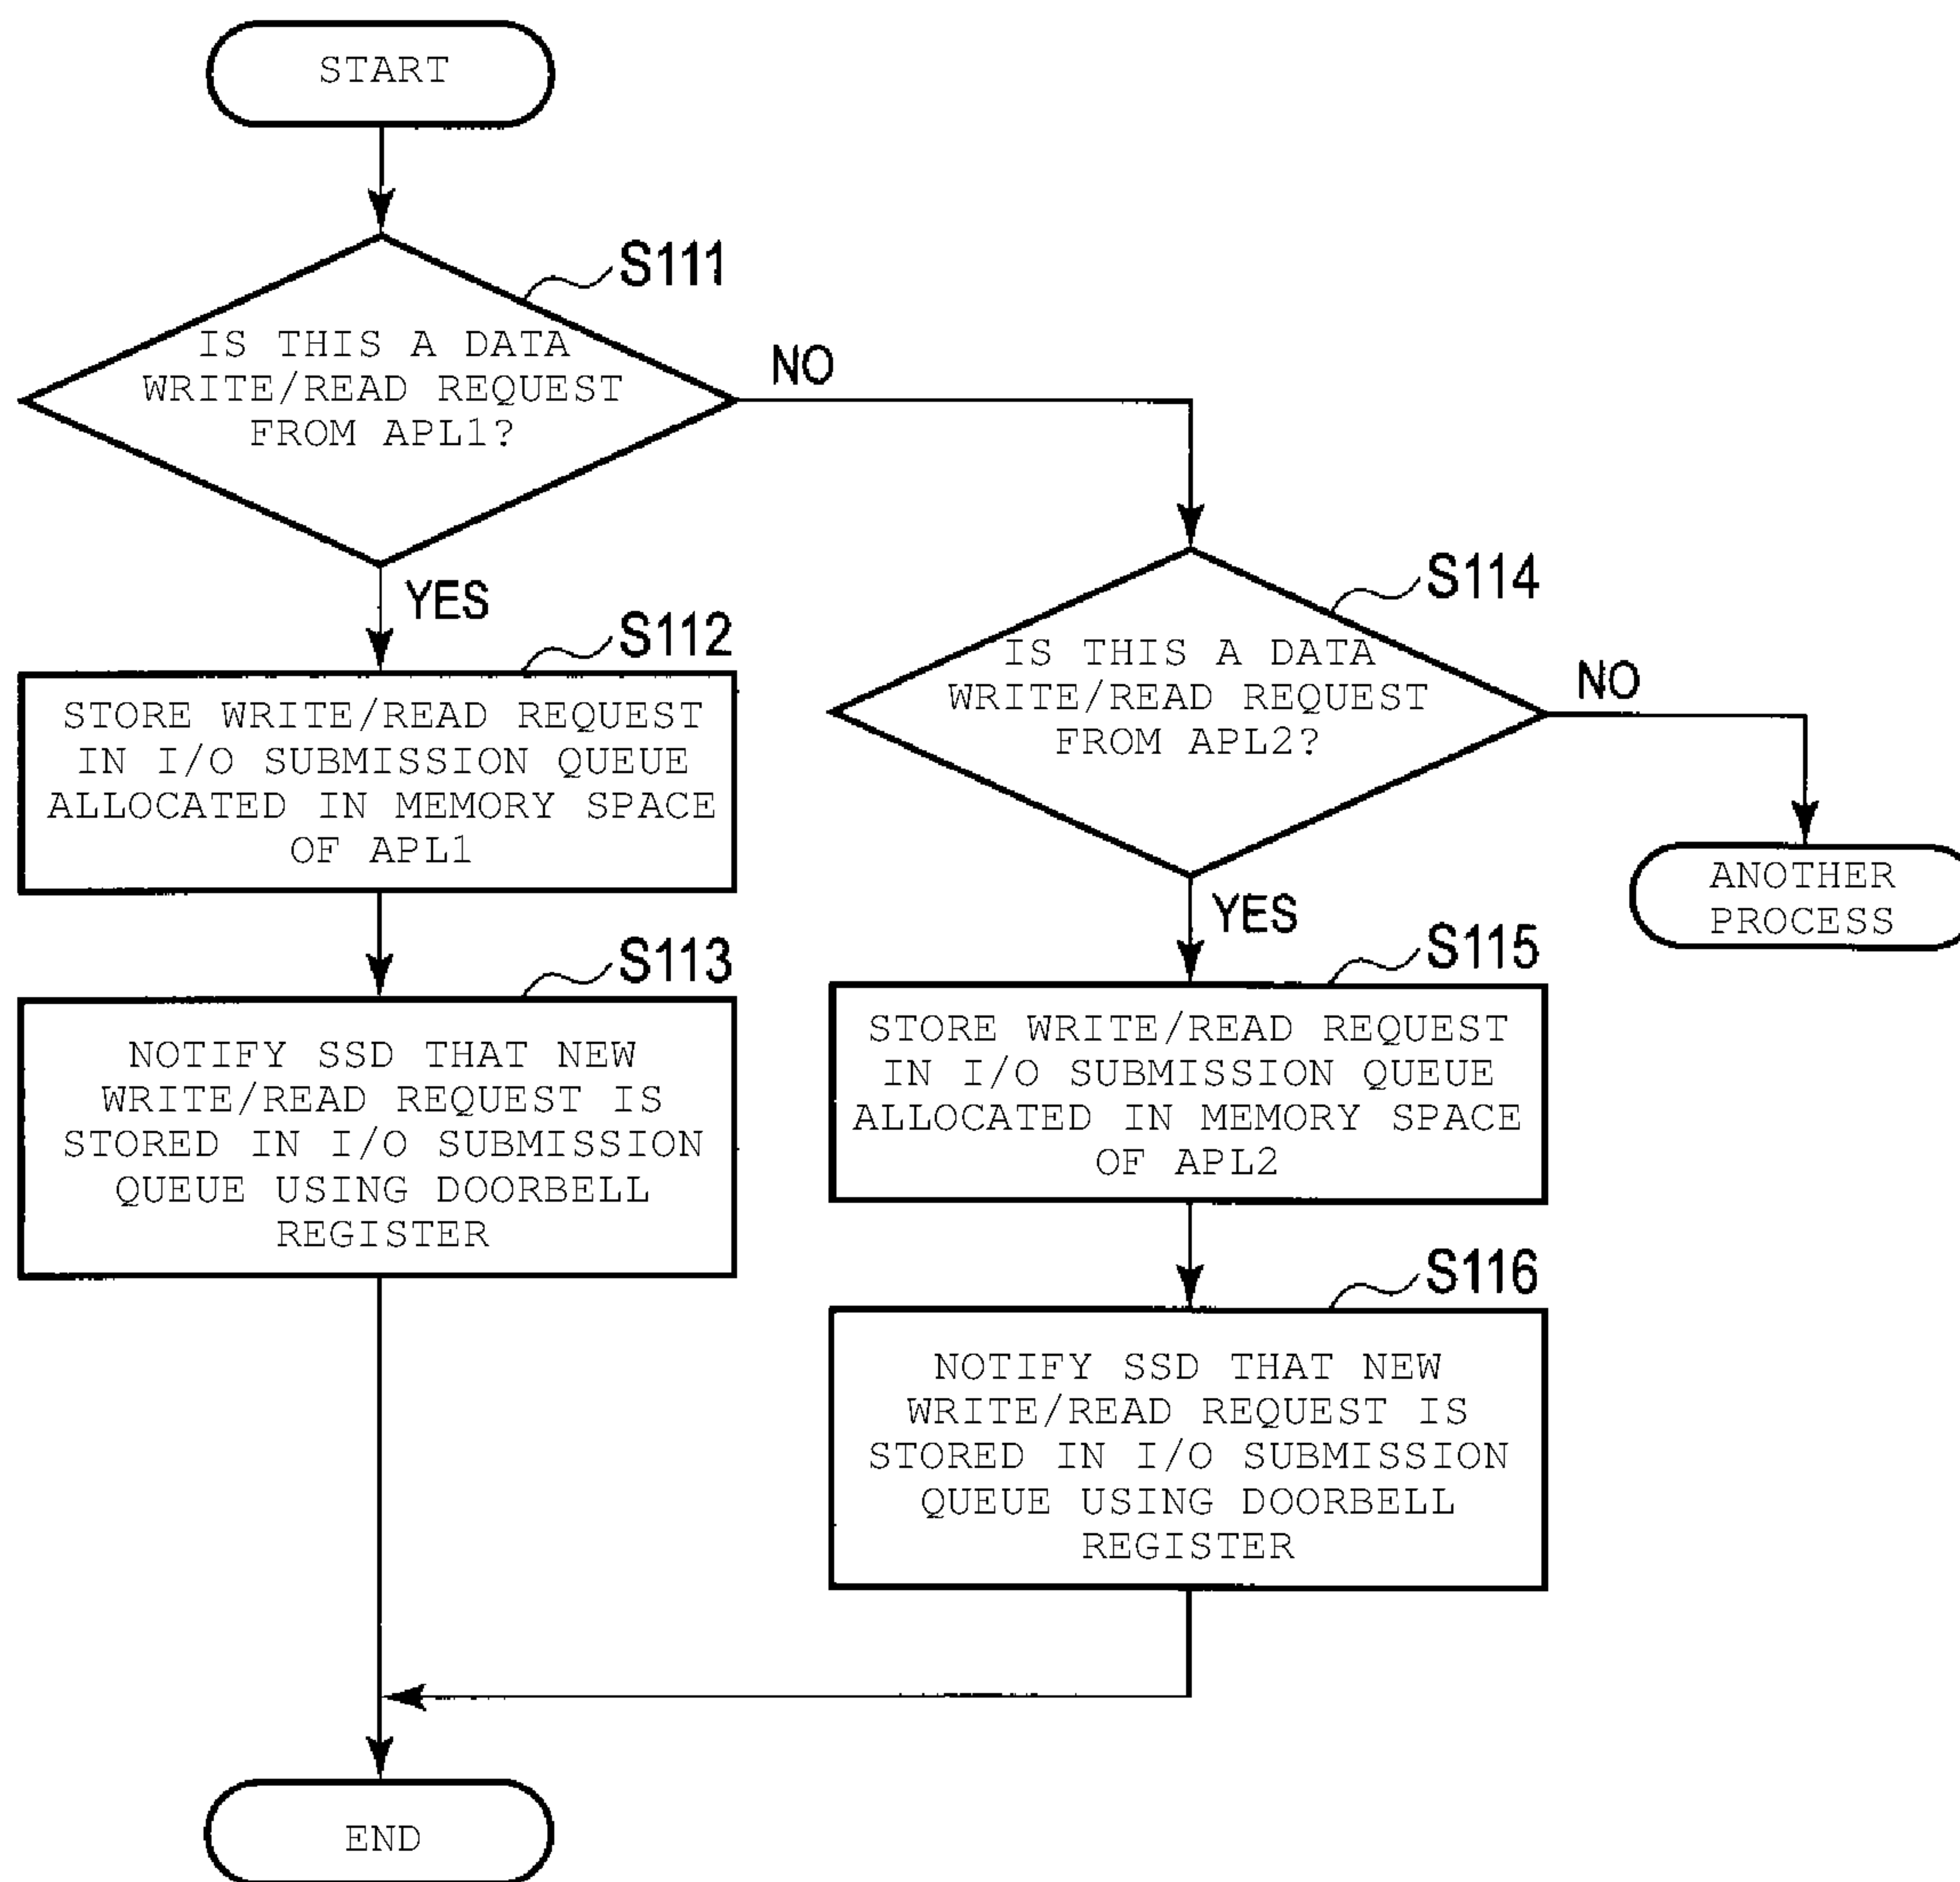 START
S111
IS THIS A DATA
WRITE/READ REQUEST
FROM APL1?
NO
YES
S112
STORE WRITE/READ REQUEST
IN I/O SUBMISSION QUEUE
ALLOCATED IN MEMORY SPACE
OF APL1
S113
NOTIFY SSD THAT NEW
WRITE/READ REQUEST IS
STORED IN I/O SUBMISSION
QUEUE USING DOORBELL
REGISTER
S114
IS THIS A DATA
WRITE/READ REQUEST
FROM APL2?
NO
ANOTHER
PROCESS
YES
S115
STORE WRITE/READ REQUEST
IN I/O SUBMISSION QUEUE
ALLOCATED IN MEMORY SPACE
OF APL2
S116
NOTIFY SSD THAT NEW
WRITE/READ REQUEST IS
STORED IN I/O SUBMISSION
QUEUE USING DOORBELL
REGISTER
END